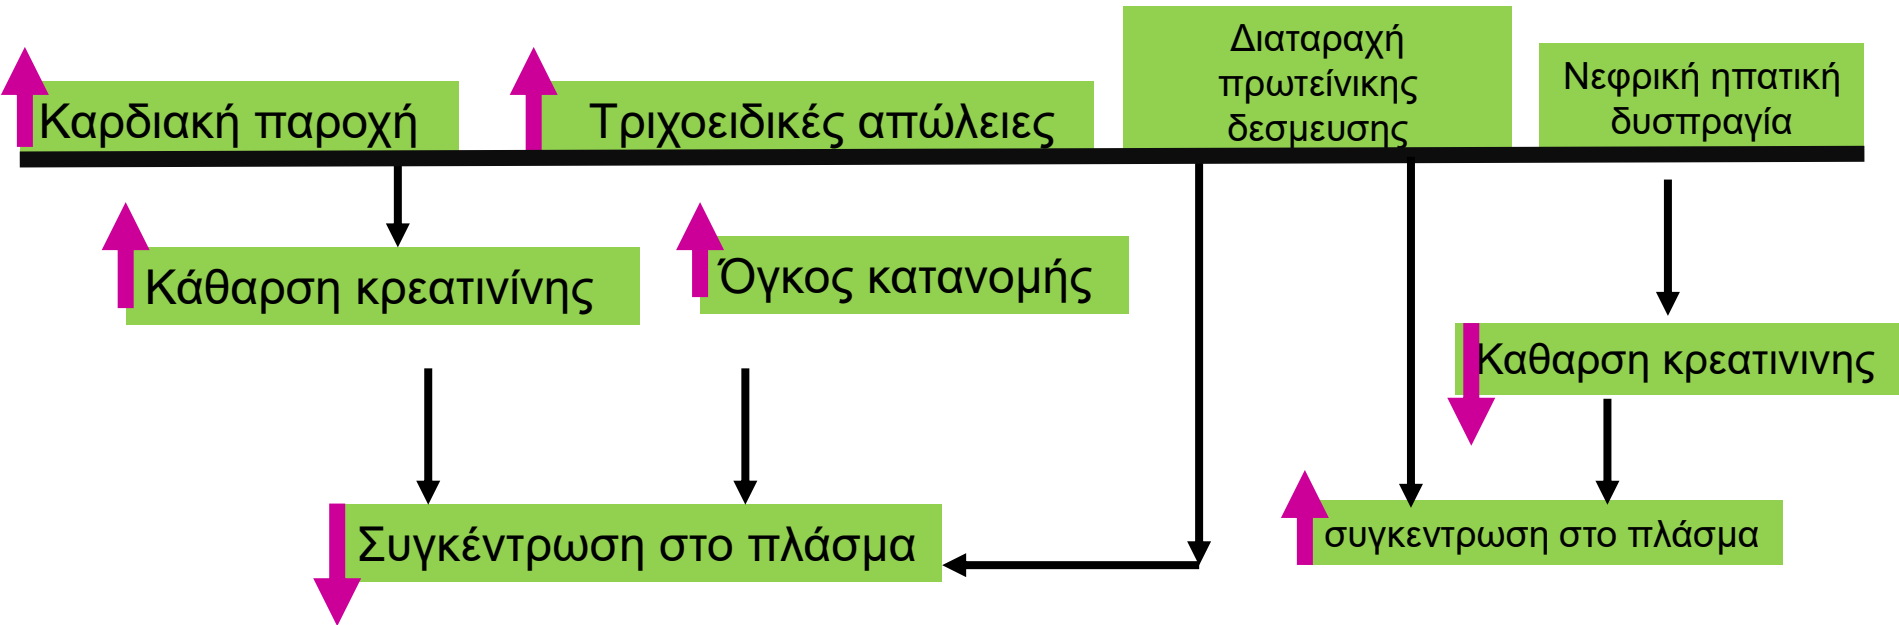 Καρδιακή παροχή
Τριχοειδικές απώλειες
Διαταραχή
πρωτείνικης
δεσμευσης
Νεφρική ηπατική
δυσπραγία
Κάθαρση κρεατινίνης
Όγκος κατανομής
Καθαρση κρεατινινης
Συγκέντρωση στο πλάσμα
συγκεντρωση στο πλάσμα